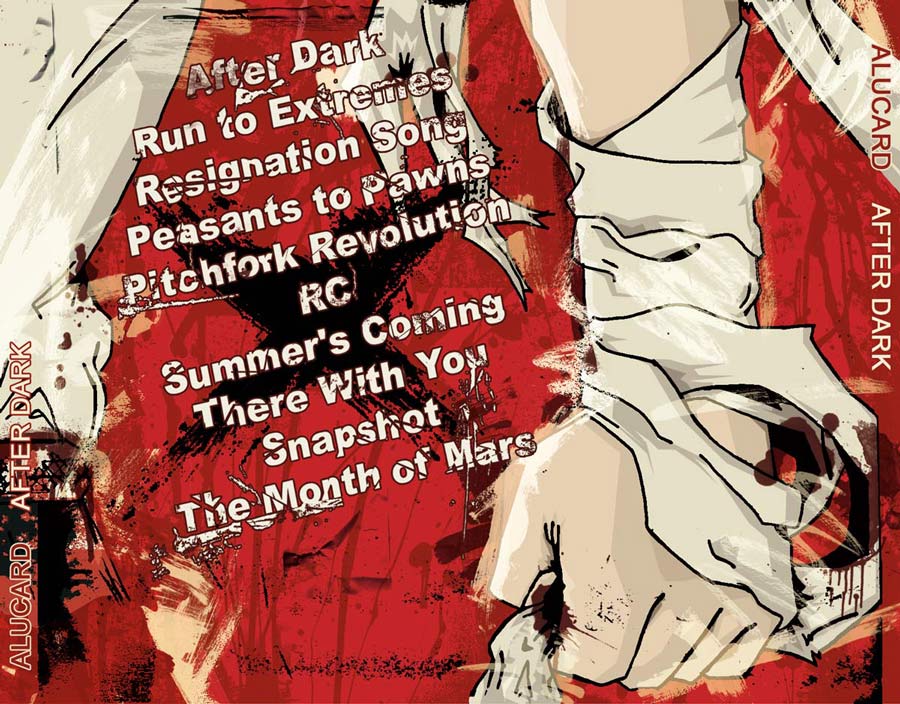 After Dark
Run to Extremes
Resignation Song
Peasants to Pawns
Pitchfork Revolution
RC
Summer's Coming
There With You
Snapshot
The Month of Mars
ALUCARD AFTER DARK
ALUCARD AFTER DARK